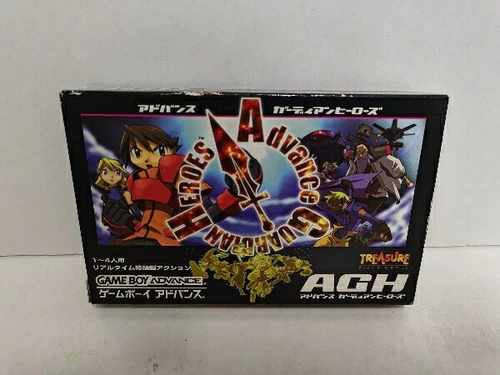 アドバンス ガーディアンヒーローズ
Advance GUARDIAN HEROES
1～4人用
リアルタイム格闘型アクション
GAME BOY ADVANCE
ゲームボーイ アドバンス
TREASURE
AGH
アドバンス ガーディアンヒーローズ